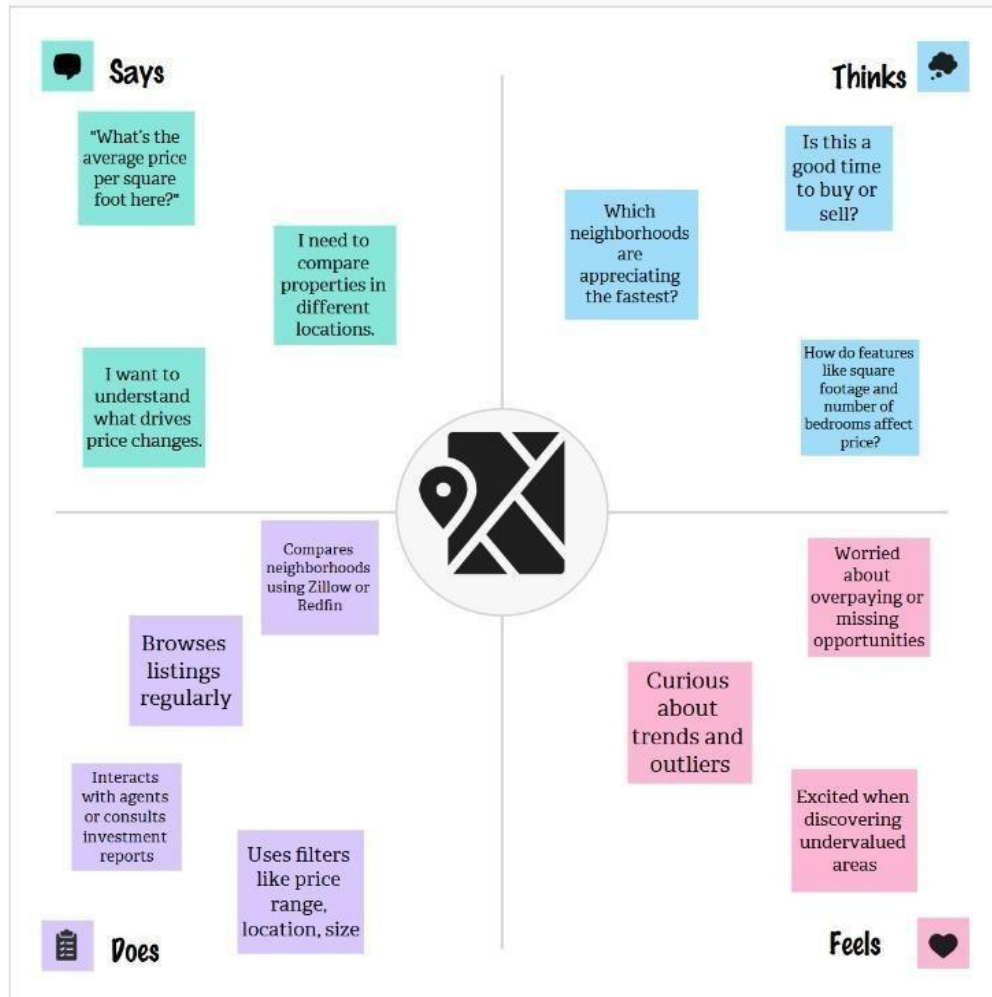 Says
"What's the
average price
per square
foot here?"
I need to
compare
properties in
different
locations.
I want to
understand
what drives
price changes.
Thinks
Is this a
good time
to buy or
sell?
Which
neighborhoods
are
appreciating
the fastest?
How do features
like square
footage and
number of
bedrooms affect
price?
Compares
neighborhoods
using Zillow or
Redfin
Browses
listings
regularly
Interacts
with agents
or consults
investment
reports
Uses filters
like price
range,
location, size
Does
Worried
about
overpaying or
missing
opportunities
Curious
about
trends and
outliers
Excited when
discovering
undervalued
areas
Feels